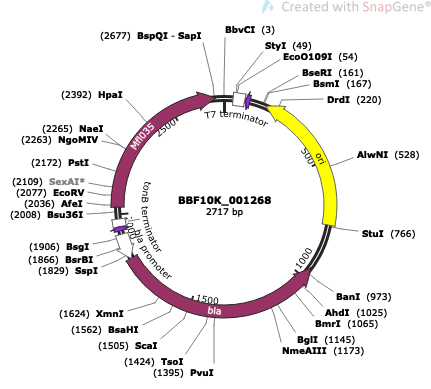 Created with SnapGene®
(2677) BspQI - SapI
BbvCI (3)
StyI (49)
EcoO109I (54)
BseRI (161)
BsmI (167)
DrdI (220)
(2392) HpaI
T7 terminator
Mfl035
2500
(2265) NaeI
(2263) NgoMIV
(2172) PstI
(2109) SexAI*
(2077) EcoRV
(2036) AfeI
(2008) Bsu36I
ori
500
AlwNI (528)
BBF10K_001268
2717 bp
StuI (766)
tonB terminator
bla promoter
(1906) BsgI
(1866) BsrBI
(1829) SspI
1000
BanI (973)
AhdI (1025)
BmrI (1065)
BglI (1145)
NmeAIII (1173)
1500
bla
(1624) XmnI
(1562) BsaHI
(1505) ScaI
(1424) TsoI
(1395) PvuI